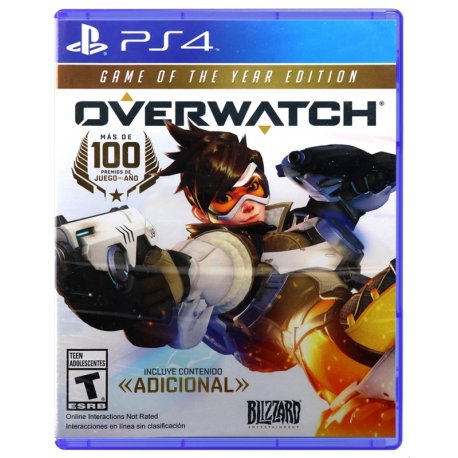 PS4
GAME OF THE YEAR EDITION
OVERWATCH
MÁS DE
100
PREMIOS DE
JUEGO DEL AÑO
INCLUYE CONTENIDO
«ADICIONAL»
TEEN
ADOLESCENTES
T
ESRB
BLIZZARD
ENTERTAINMENT
Online Interactions Not Rated
Interacciones en línea sin clasificación